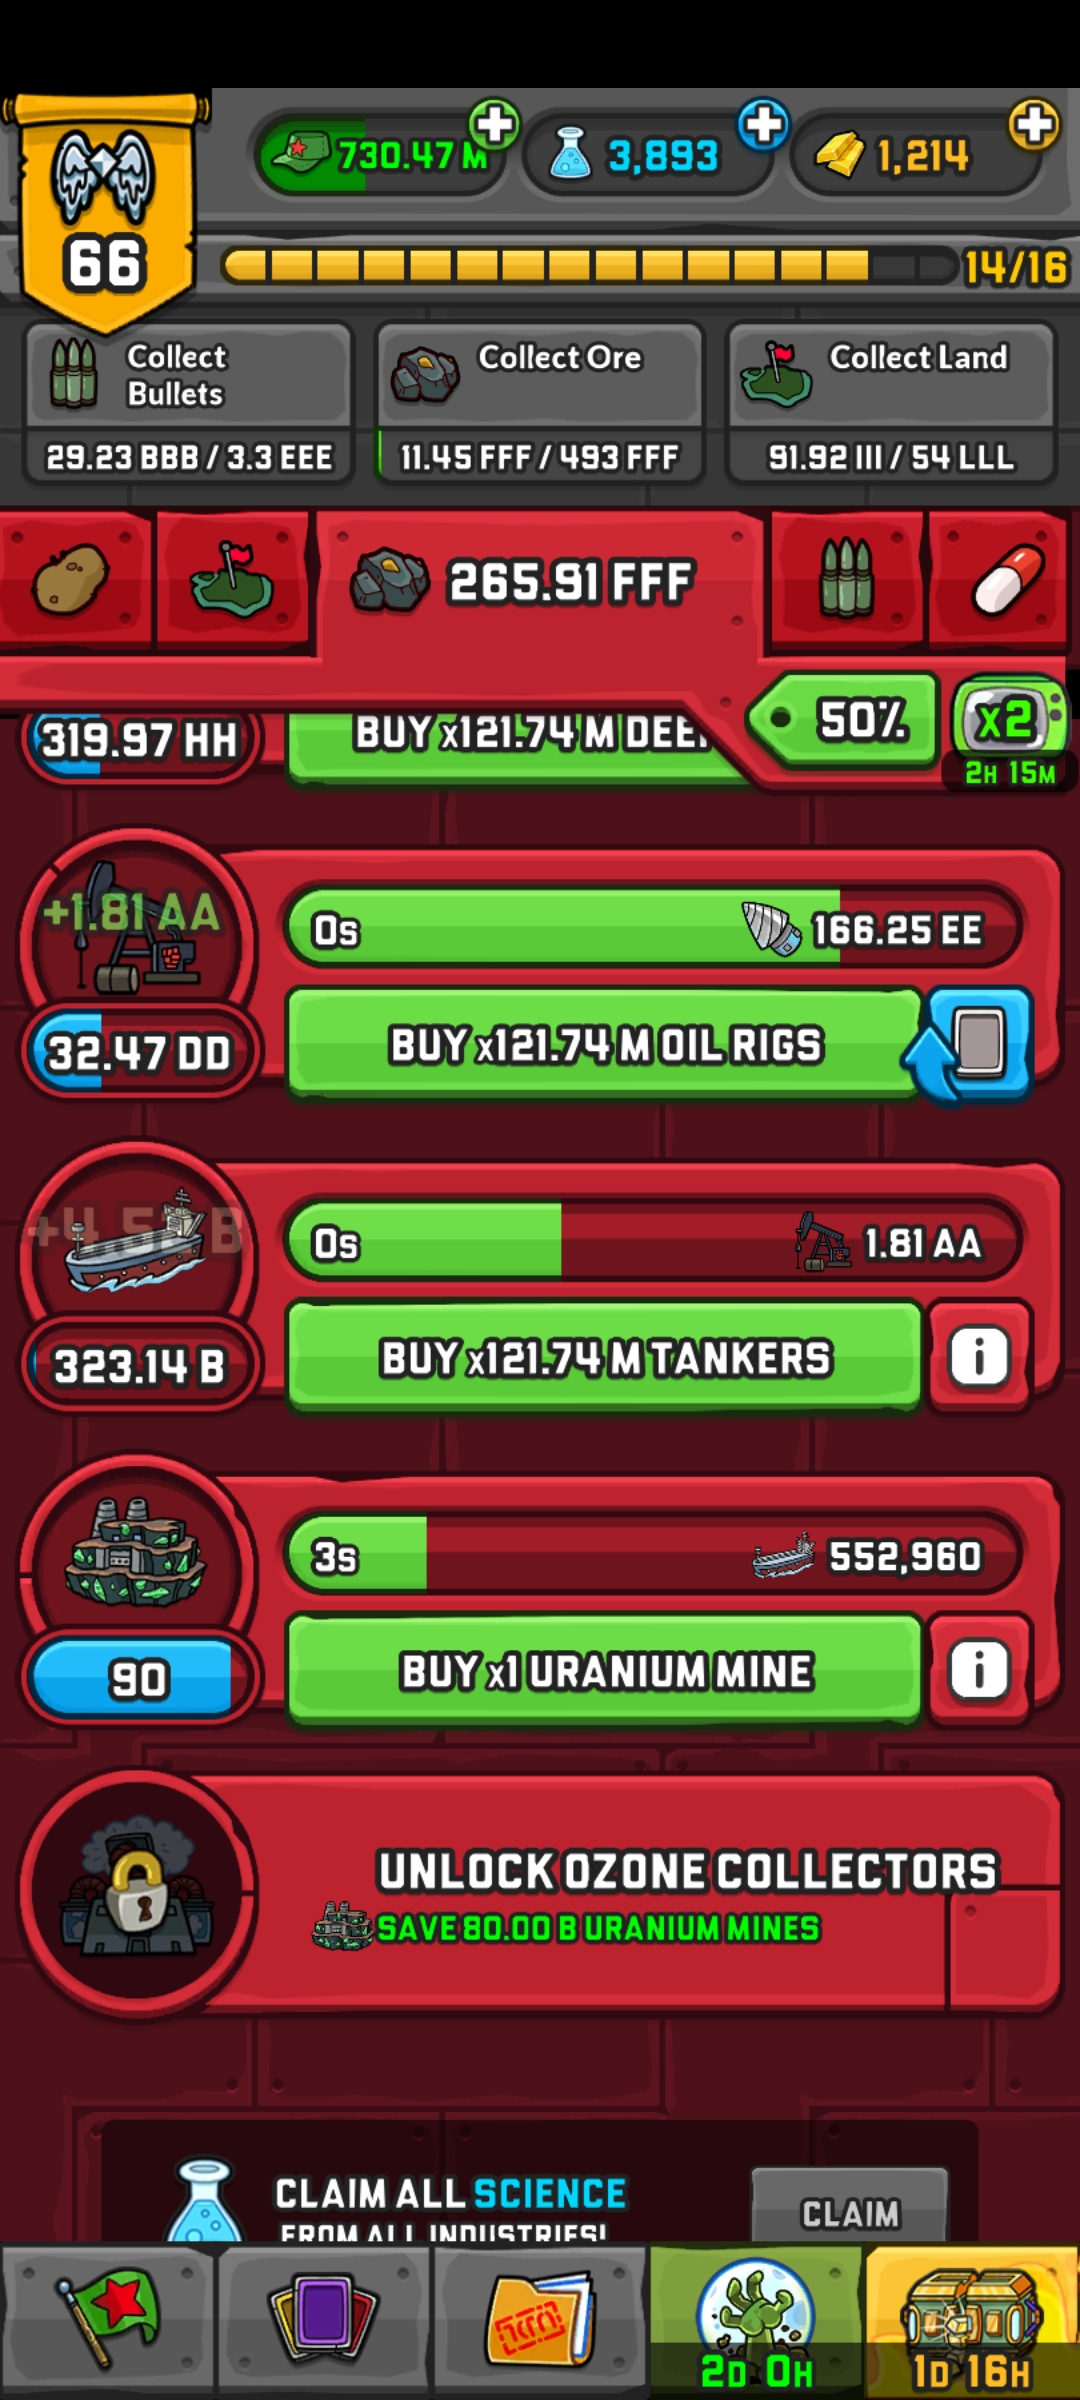 730.47 M
3,893
1,214
66
14/16
Collect
Bullets
Collect Ore
Collect Land
29.23 BBB / 3.3 EEE
11.45 FFF / 493 FFF
91.92 III / 54 LLL
265.91 FFF
50%
x2
2H 15M
319.97 HH
BUY x121.74 M DEE
+1.81 AA
0s
166.25 EE
32.47 DD
BUY x121.74 M OIL RIGS
0s
1.81 AA
323.14 B
BUY x121.74 M TANKERS
i
3s
552,960
90
BUY x1 URANIUM MINE
i
UNLOCK OZONE COLLECTORS
SAVE 80.00 B URANIUM MINES
CLAIM ALL SCIENCE
FROM ALL INDUSTRIES!
CLAIM
2D 0H
1D 16H